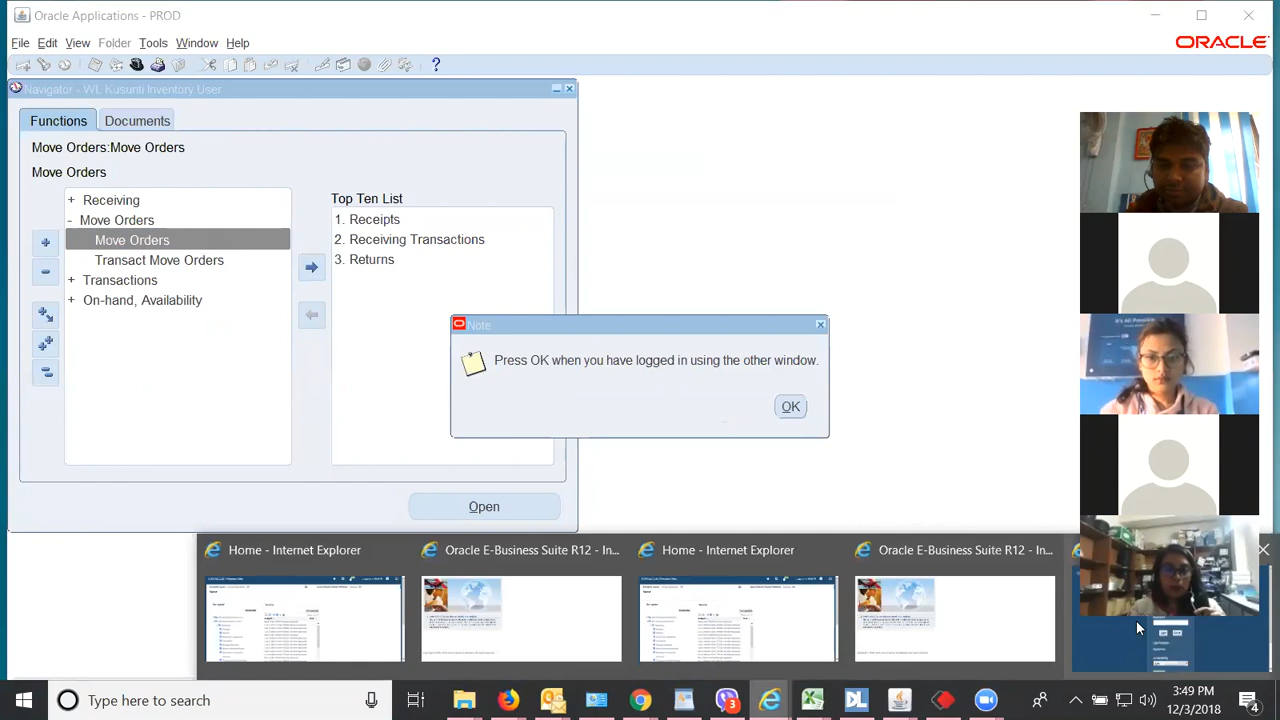 Oracle Applications - PROD
File Edit View Folder Tools Window Help
ORACLE
Navigator - WL Kusunti Inventory User
Functions Documents
Move Orders:Move Orders
Move Orders
+ Receiving
- Move Orders
Move Orders
Transact Move Orders
+ Transactions
+ On-hand, Availability
Top Ten List
1. Receipts
2. Receiving Transactions
3. Returns
Open
Note
Press OK when you have logged in using the other window.
OK
Home - Internet Explorer
Oracle E-Business Suite R12 - In...
Home - Internet Explorer
Oracle E-Business Suite R12 - In...
Type here to search
3
3:49 PM
12/3/2018
4